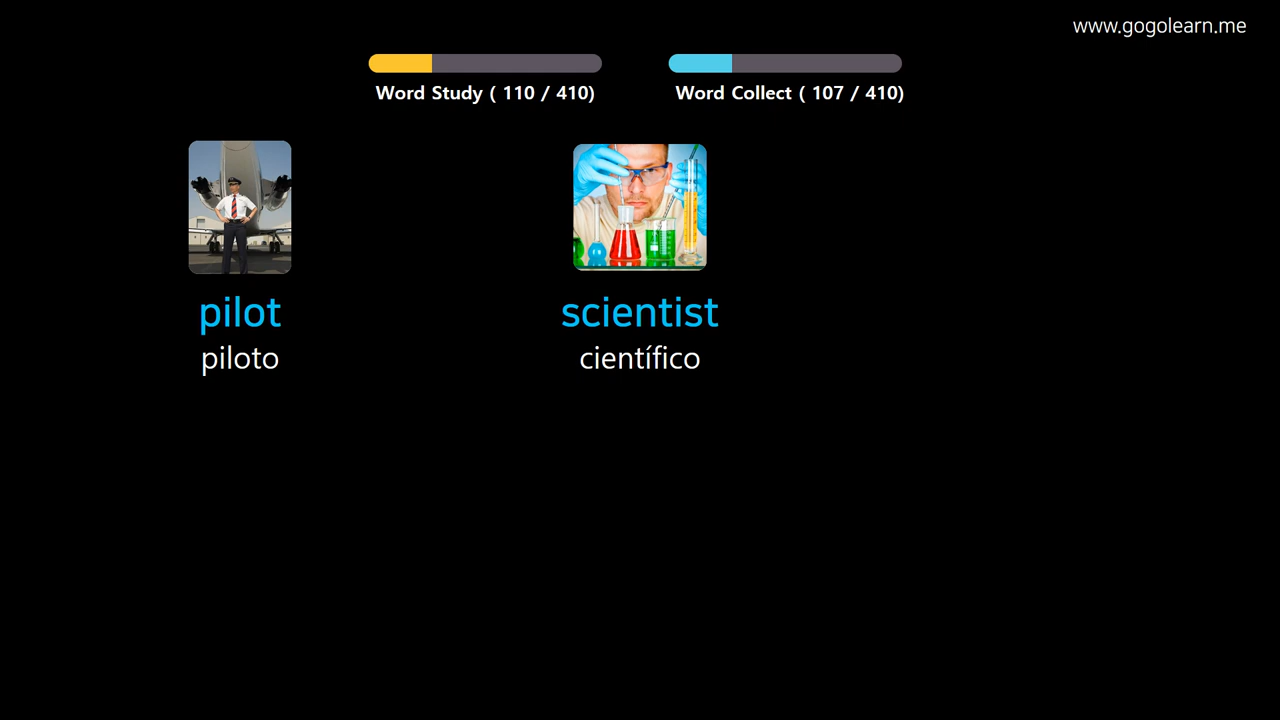 www.gogolearn.me
Word Study ( 110 / 410)
Word Collect ( 107 / 410)
pilot
scientist
piloto
científico